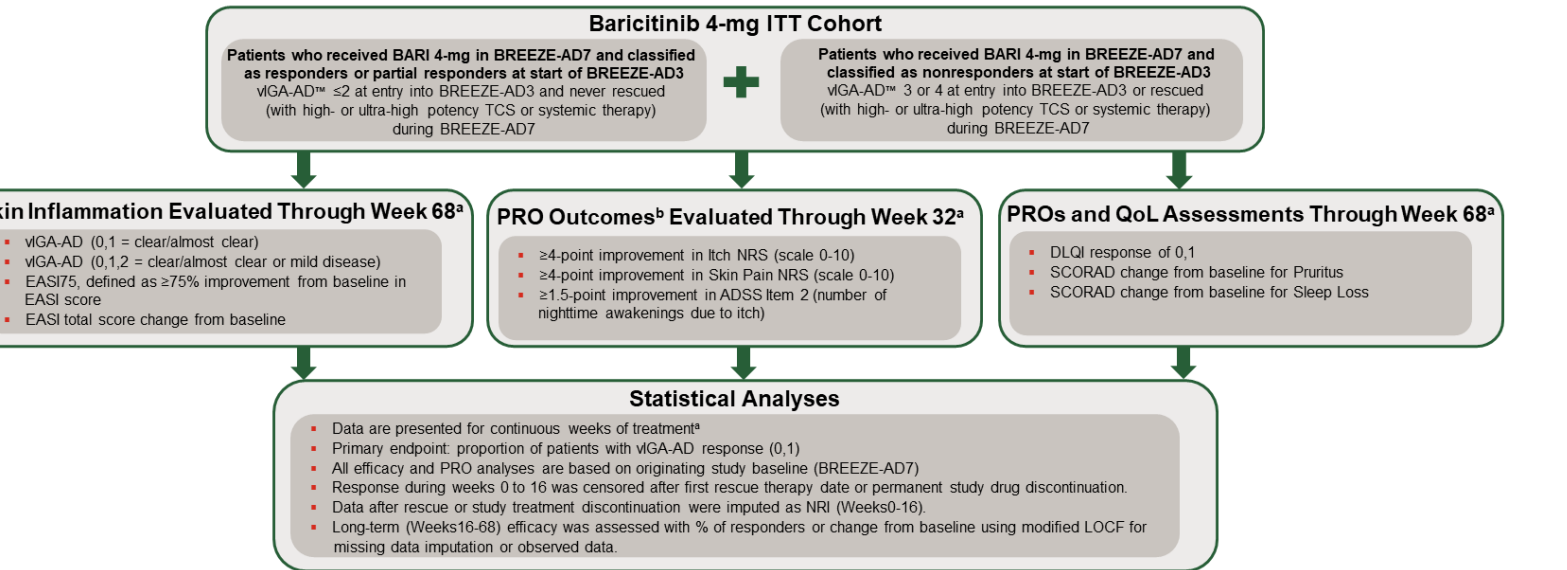 Baricitinib 4-mg ITT Cohort
Patients who received BARI 4-mg in BREEZE-AD7 and classified
as responders or partial responders at start of BREEZE-AD3
vIGA-AD™ ≤2 at entry into BREEZE-AD3 and never rescued
(with high- or ultra-high potency TCS or systemic therapy)
during BREEZE-AD7
Patients who received BARI 4-mg in BREEZE-AD7 and
classified as nonresponders at start of BREEZE-AD3
vIGA-AD™ 3 or 4 at entry into BREEZE-AD3 or rescued
(with high- or ultra-high potency TCS or systemic therapy)
during BREEZE-AD7
kin Inflammation Evaluated Through Week 68ᵃ
▪ vIGA-AD (0,1 = clear/almost clear)
▪ vIGA-AD (0,1,2 = clear/almost clear or mild disease)
▪ EASI75, defined as ≥75% improvement from baseline in
EASI score
▪ EASI total score change from baseline
PRO Outcomesᵇ Evaluated Through Week 32ᵃ
▪ ≥4-point improvement in Itch NRS (scale 0-10)
▪ ≥4-point improvement in Skin Pain NRS (scale 0-10)
▪ ≥1.5-point improvement in ADSS Item 2 (number of
nighttime awakenings due to itch)
PROs and QoL Assessments Through Week 68ᵃ
▪ DLQI response of 0,1
▪ SCORAD change from baseline for Pruritus
▪ SCORAD change from baseline for Sleep Loss
Statistical Analyses
▪ Data are presented for continuous weeks of treatmentᵃ
▪ Primary endpoint: proportion of patients with vIGA-AD response (0,1)
▪ All efficacy and PRO analyses are based on originating study baseline (BREEZE-AD7)
▪ Response during weeks 0 to 16 was censored after first rescue therapy date or permanent study drug discontinuation.
▪ Data after rescue or study treatment discontinuation were imputed as NRI (Weeks0-16).
▪ Long-term (Weeks16-68) efficacy was assessed with % of responders or change from baseline using modified LOCF for
missing data imputation or observed data.